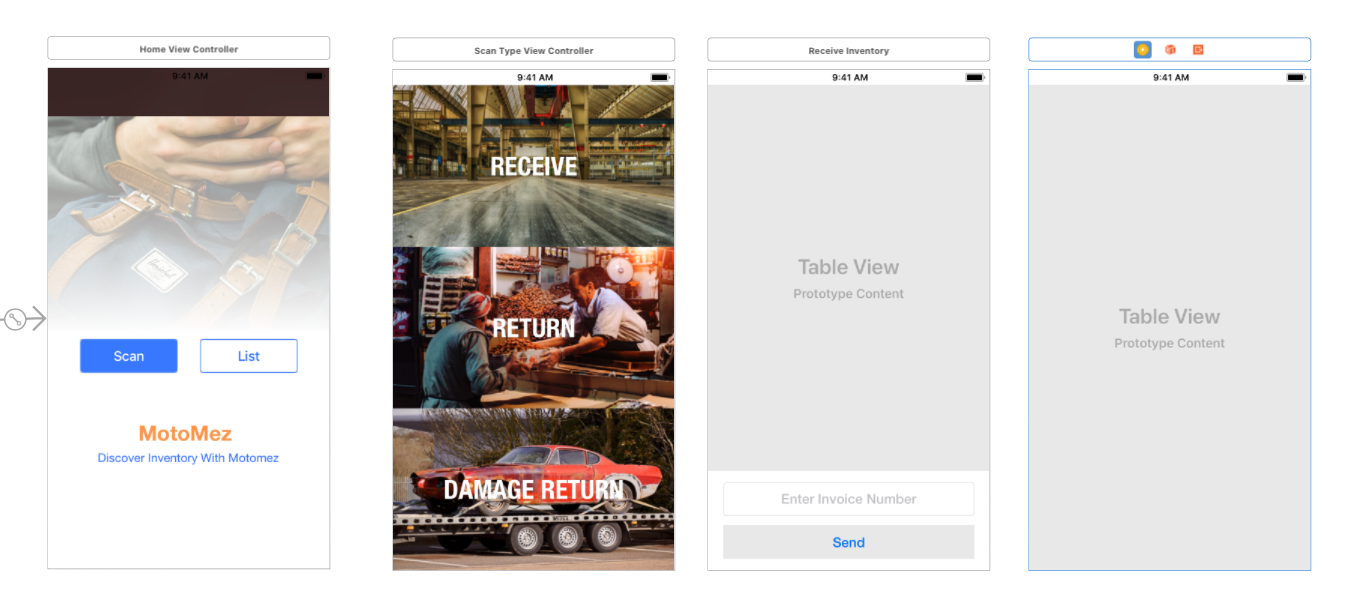 Home View Controller
9:41 AM
Scan
List
MotoMez
Discover Inventory With Motomez
Scan Type View Controller
9:41 AM
RECEIVE
RETURN
DAMAGE RETURN
Receive Inventory
9:41 AM
Table View
Prototype Content
Enter Invoice Number
Send
9:41 AM
Table View
Prototype Content